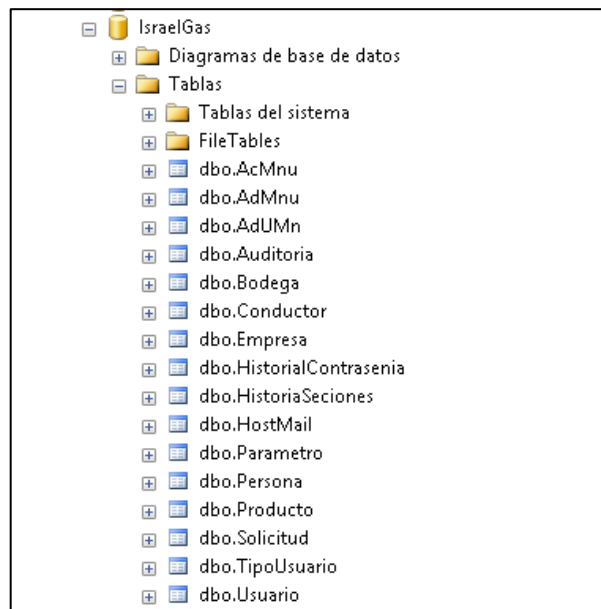 IsraelGas
Diagramas de base de datos
Tablas
Tablas del sistema
FileTables
dbo.AcMnu
dbo.AdMnu
dbo.AdUMn
dbo.Auditoria
dbo.Bodega
dbo.Conductor
dbo.Empresa
dbo.HistorialContrasenia
dbo.HistoriaSeciones
dbo.HostMail
dbo.Parametro
dbo.Persona
dbo.Producto
dbo.Solicitud
dbo.TipoUsuario
dbo.Usuario